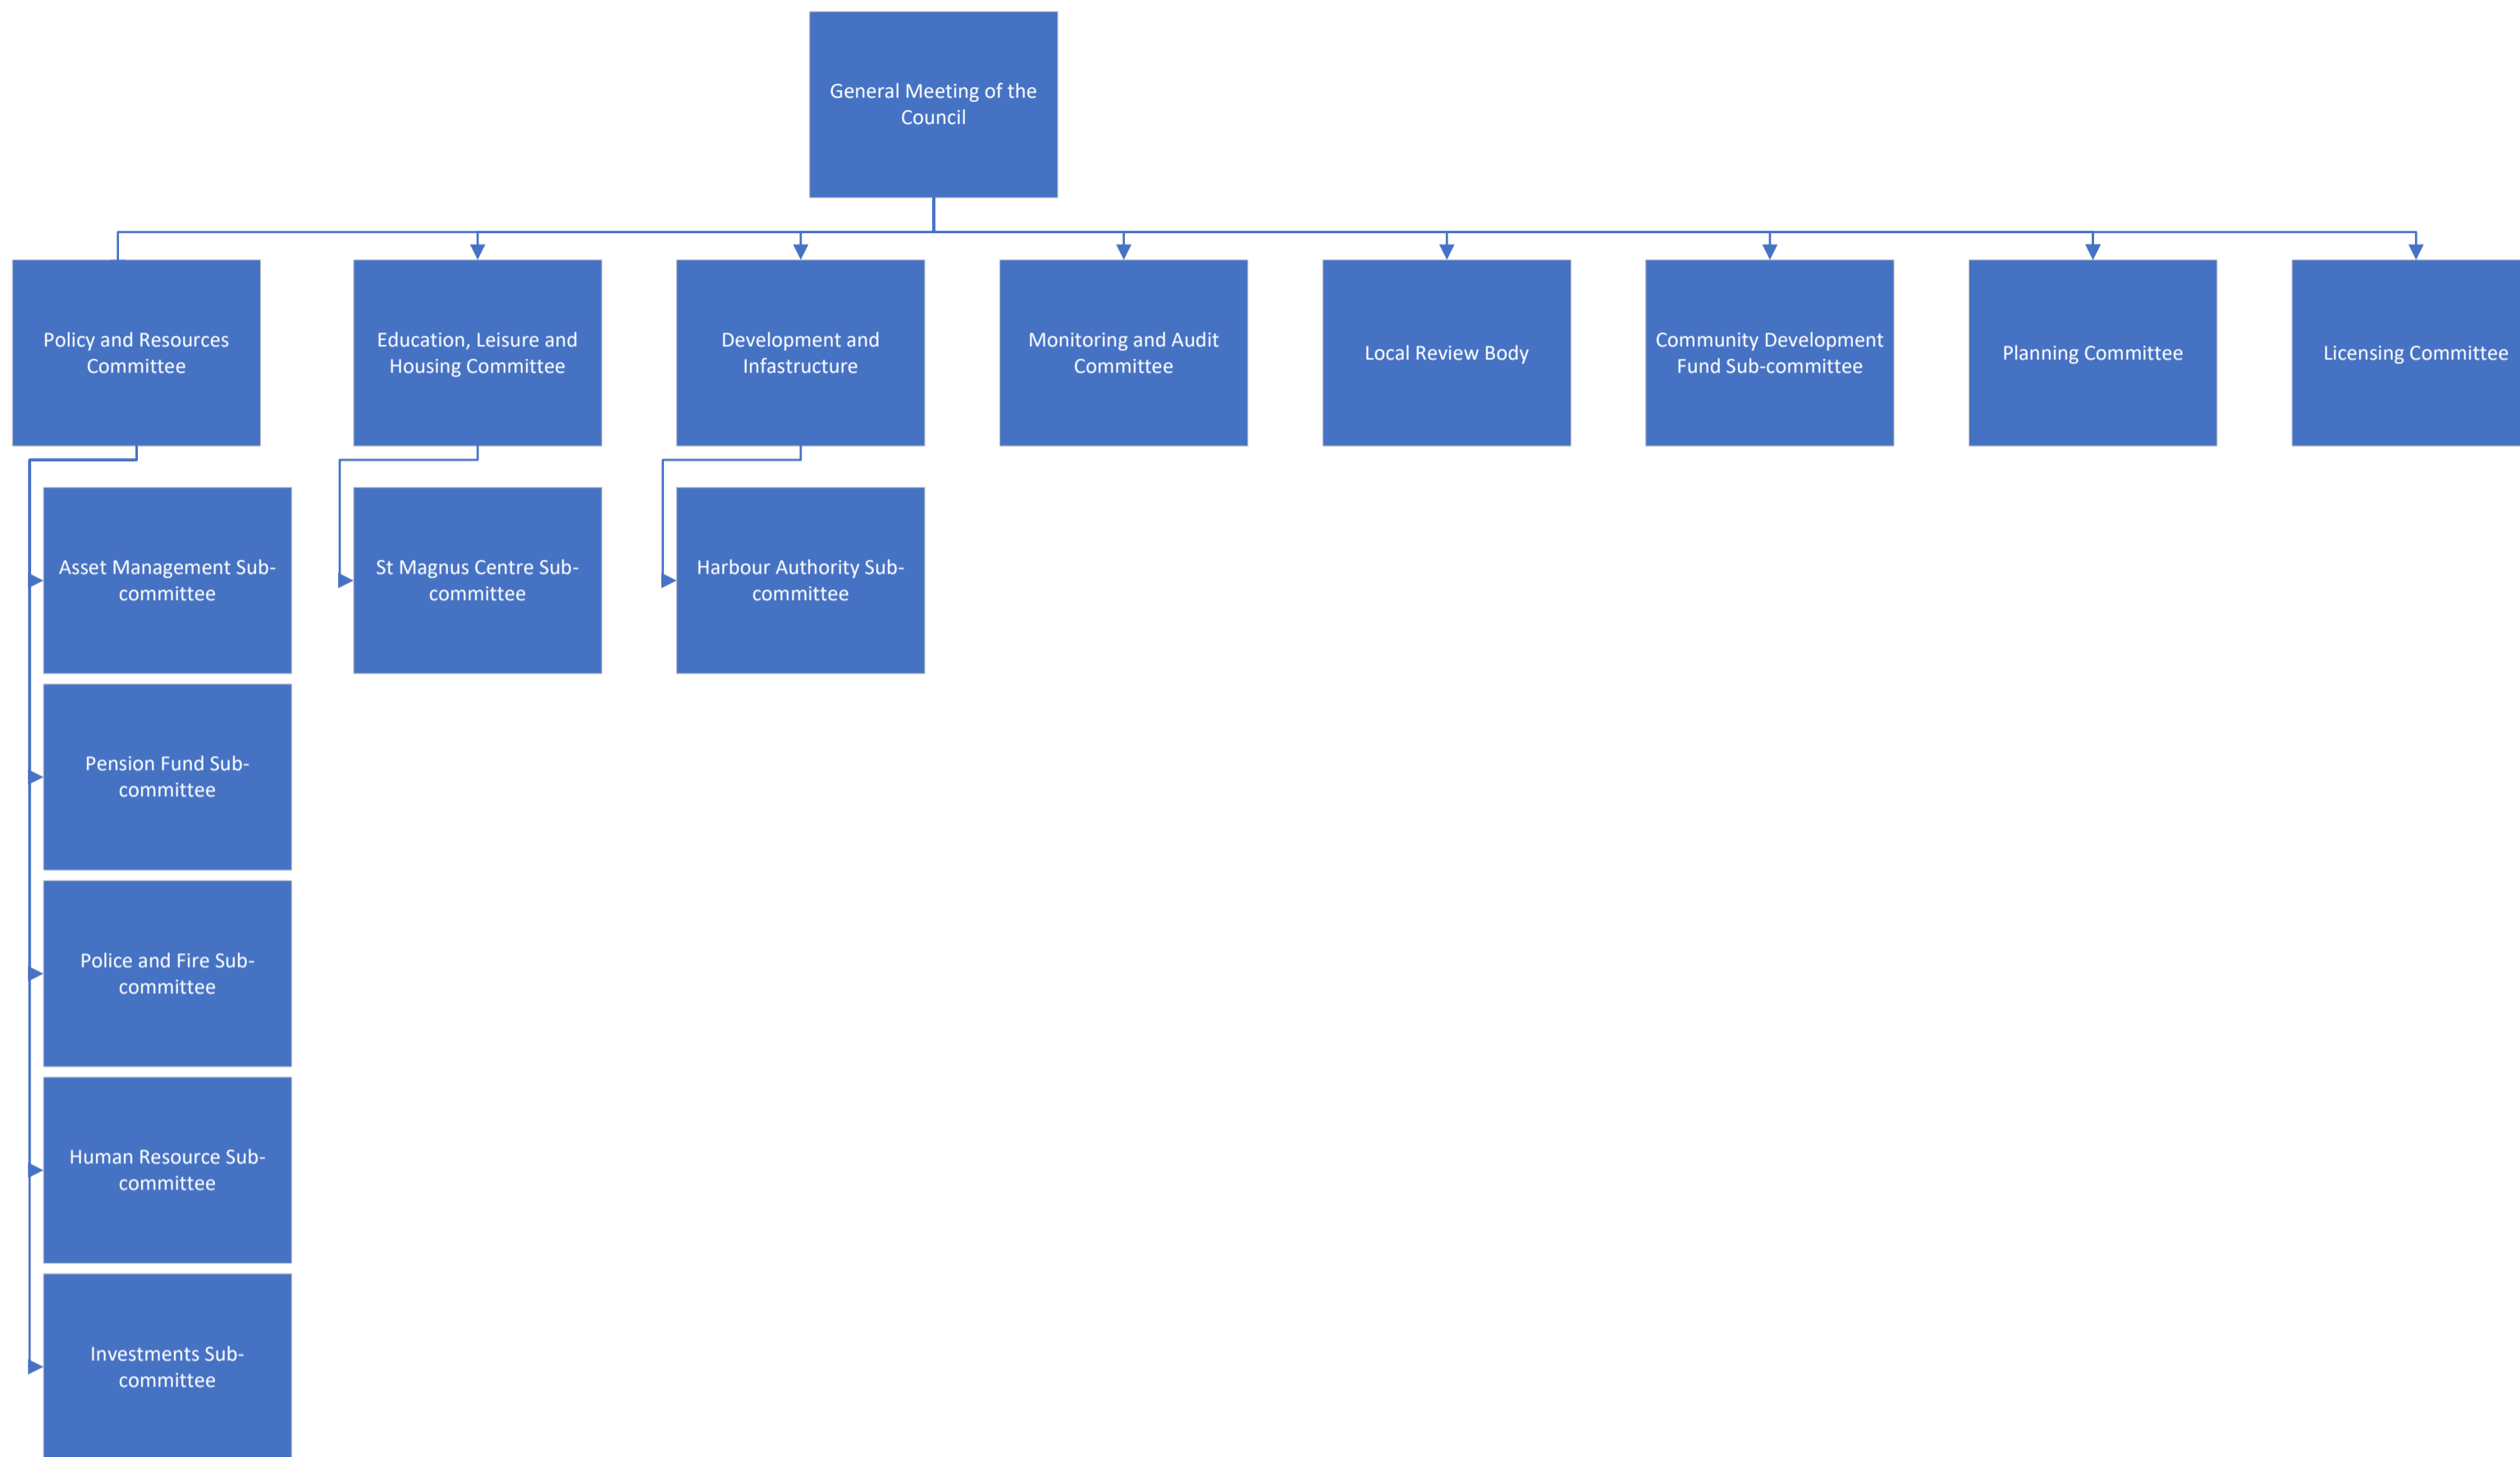 General Meeting of the
Council
Policy and Resources
Committee
Education, Leisure and
Housing Committee
Development and
Infastructure
Monitoring and Audit
Committee
Local Review Body
Community Development
Fund Sub-committee
Planning Committee
Licensing Committee
Asset Management Sub-
committee
St Magnus Centre Sub-
committee
Harbour Authority Sub-
committee
Pension Fund Sub-
committee
Police and Fire Sub-
committee
Human Resource Sub-
committee
Investments Sub-
committee